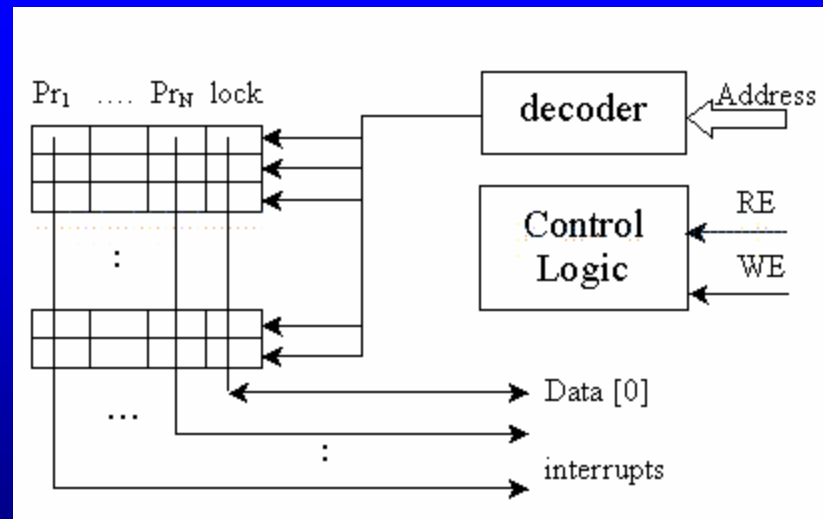 Pr1 .... PrN lock
decoder
Address
Control
Logic
RE
WE
:
...
:
Data [0]
interrupts